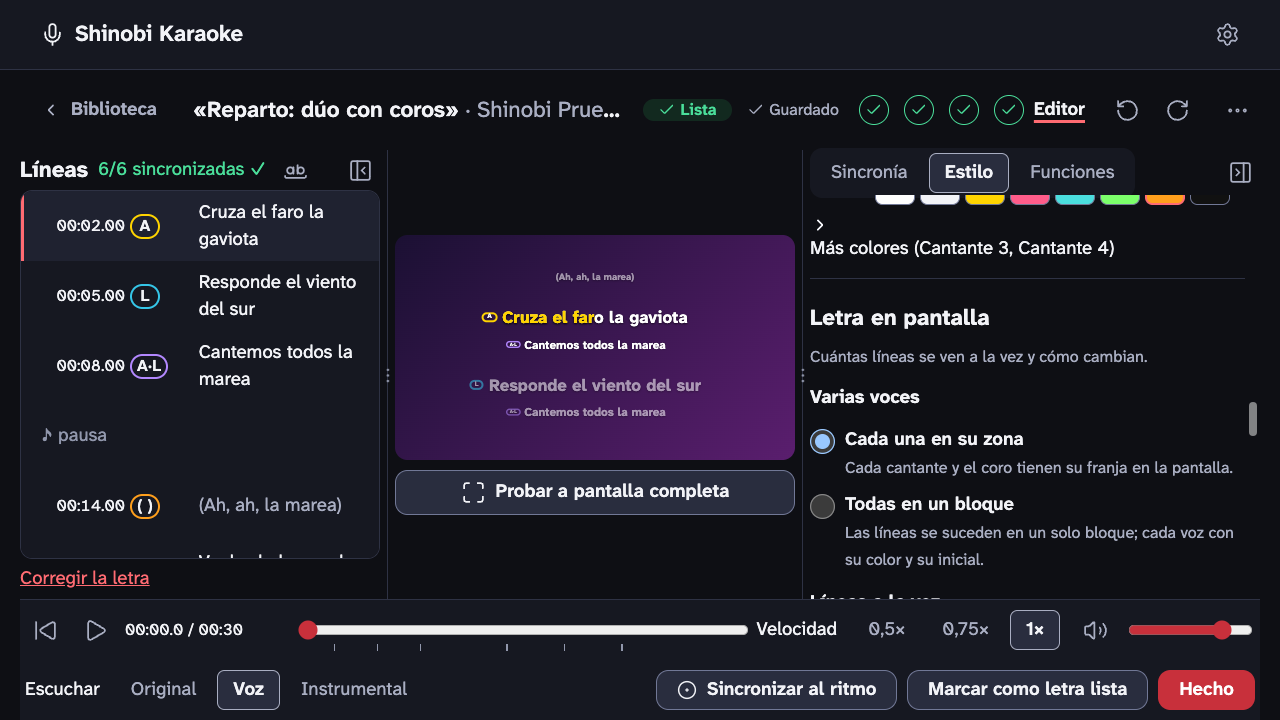 Shinobi Karaoke
Biblioteca
«Reparto: dúo con coros» · Shinobi Prue...
Lista
Guardado
Editor
Líneas 6/6 sincronizadas
ab
Sincronía
Estilo
Funciones
00:02.00 A Cruza el faro la
gaviota
00:05.00 L Responde el viento
del sur
00:08.00 A·L Cantemos todos la
marea
pausa
00:14.00 ( ) (Ah, ah, la marea)
Corregir la letra
(Ah, ah, la marea)
A Cruza el faro la gaviota
Cantemos todos la marea
L Responde el viento del sur
Cantemos todos la marea
Probar a pantalla completa
Más colores (Cantante 3, Cantante 4)
Letra en pantalla
Cuántas líneas se ven a la vez y cómo cambian.
Varias voces
Cada una en su zona
Cada cantante y el coro tienen su franja en la pantalla.
Todas en un bloque
Las líneas se suceden en un solo bloque; cada voz con
su color y su inicial.
00:00.0 / 00:30
Velocidad
0,5×
0,75×
1×
Escuchar
Original
Voz
Instrumental
Sincronizar al ritmo
Marcar como letra lista
Hecho